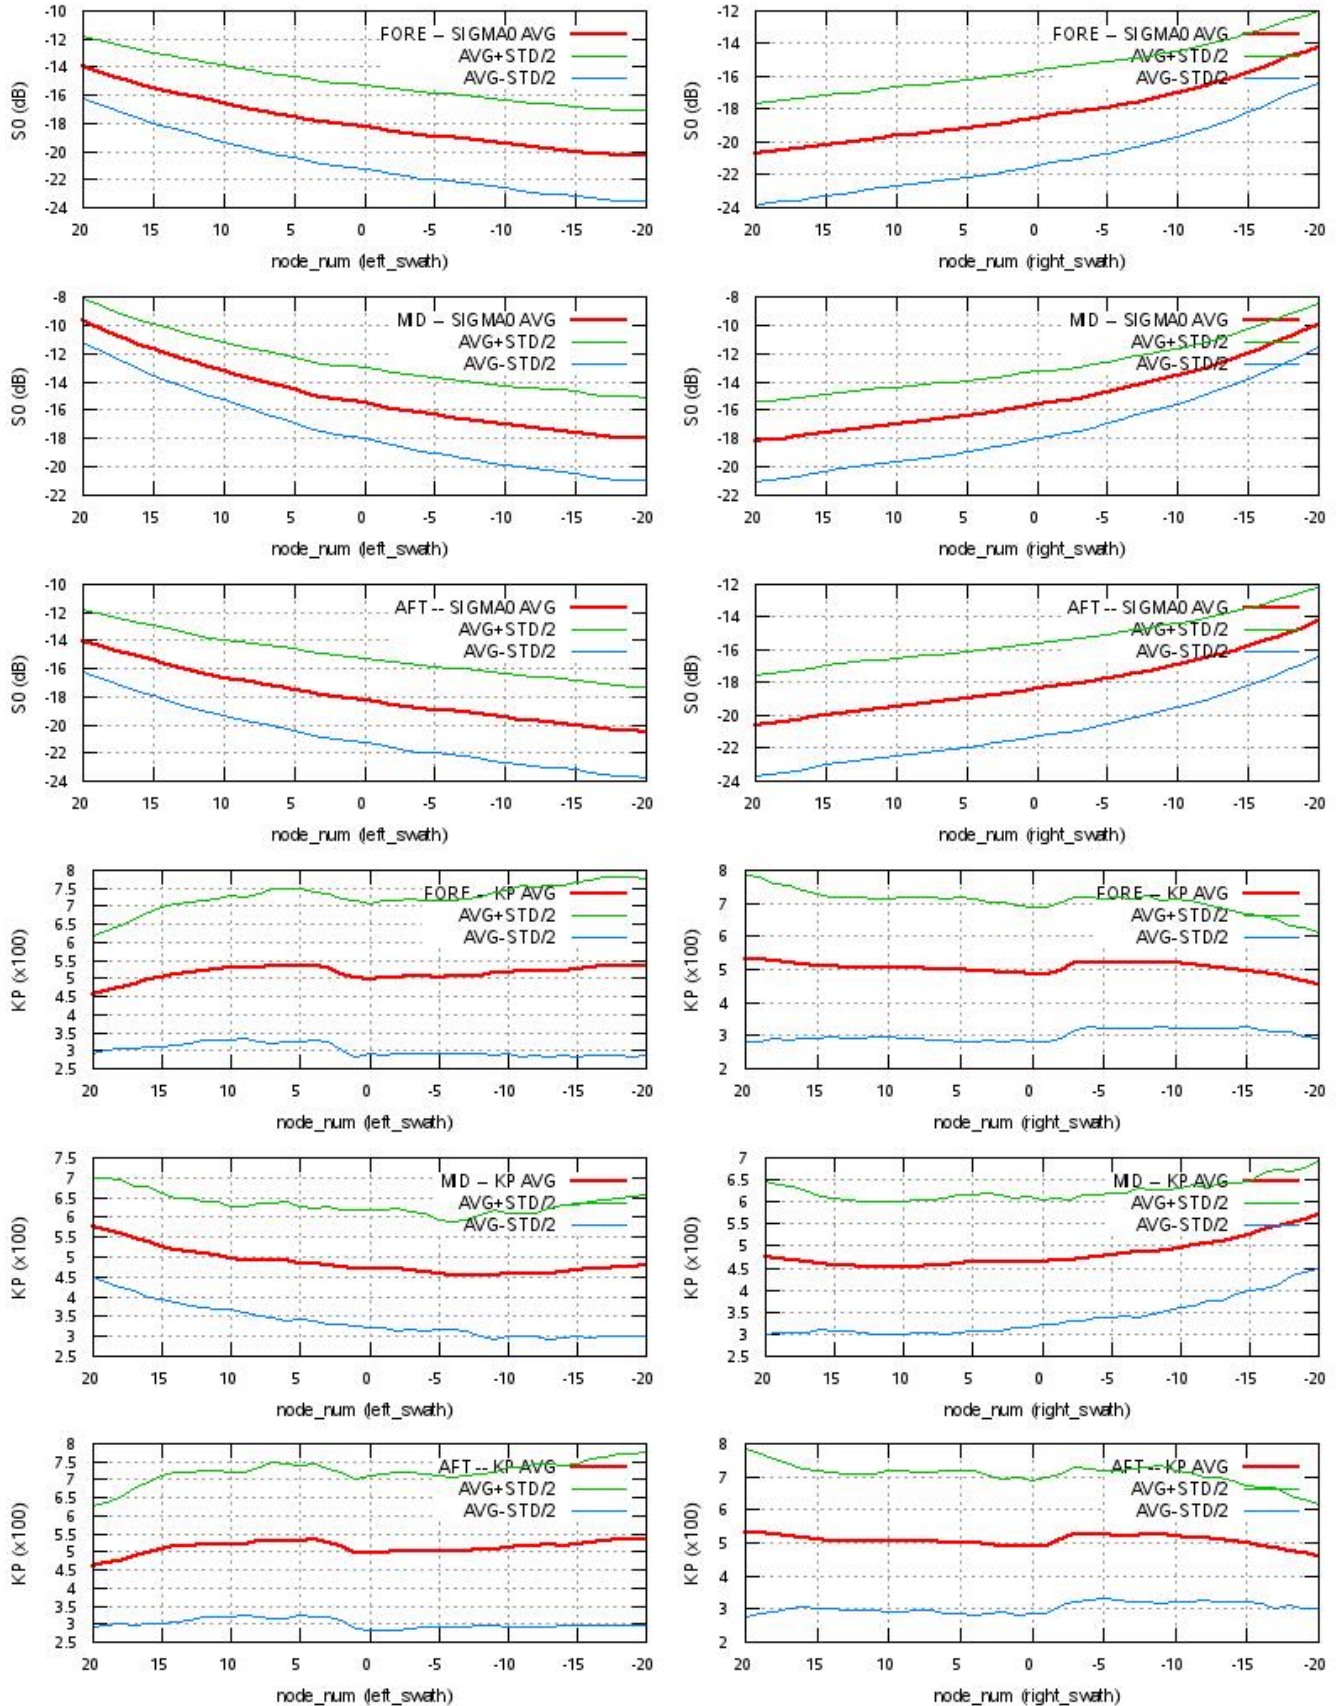 -10
-12
-14
-16
-18
-20
-22
-24
S0 (dB)
FORE -- SIGMA0 AVG
AVG+STD/2
AVG-STD/2
20 15 10 5 0 -5 -10 -15 -20
node_num (left_swath)
-12
-14
-16
-18
-20
-22
-24
S0 (dB)
FORE -- SIGMA0 AVG
AVG+STD/2
AVG-STD/2
20 15 10 5 0 -5 -10 -15 -20
node_num (right_swath)
-8
-10
-12
-14
-16
-18
-20
-22
S0 (dB)
MID -- SIGMA0 AVG
AVG+STD/2
AVG-STD/2
20 15 10 5 0 -5 -10 -15 -20
node_num (left_swath)
-8
-10
-12
-14
-16
-18
-20
-22
S0 (dB)
MID -- SIGMA0 AVG
AVG+STD/2
AVG-STD/2
20 15 10 5 0 -5 -10 -15 -20
node_num (right_swath)
-10
-12
-14
-16
-18
-20
-22
-24
S0 (dB)
AFT -- SIGMA0 AVG
AVG+STD/2
AVG-STD/2
20 15 10 5 0 -5 -10 -15 -20
node_num (left_swath)
-12
-14
-16
-18
-20
-22
-24
S0 (dB)
AFT -- SIGMA0 AVG
AVG+STD/2
AVG-STD/2
20 15 10 5 0 -5 -10 -15 -20
node_num (right_swath)
8
7.5
7
6.5
6
5.5
5
4.5
4
3.5
3
2.5
KP (x100)
FORE -- KP AVG
AVG+STD/2
AVG-STD/2
20 15 10 5 0 -5 -10 -15 -20
node_num (left_swath)
8
7
6
5
4
3
2
KP (x100)
FORE -- KP AVG
AVG+STD/2
AVG-STD/2
20 15 10 5 0 -5 -10 -15 -20
node_num (right_swath)
7.5
7
6.5
6
5.5
5
4.5
4
3.5
3
2.5
KP (x100)
MID -- KP AVG
AVG+STD/2
AVG-STD/2
20 15 10 5 0 -5 -10 -15 -20
node_num (left_swath)
7
6.5
6
5.5
5
4.5
4
3.5
3
2.5
KP (x100)
MID -- KP AVG
AVG+STD/2
AVG-STD/2
20 15 10 5 0 -5 -10 -15 -20
node_num (right_swath)
8
7.5
7
6.5
6
5.5
5
4.5
4
3.5
3
2.5
KP (x100)
AFT -- KP AVG
AVG+STD/2
AVG-STD/2
20 15 10 5 0 -5 -10 -15 -20
node_num (left_swath)
8
7
6
5
4
3
2
KP (x100)
AFT -- KP AVG
AVG+STD/2
AVG-STD/2
20 15 10 5 0 -5 -10 -15 -20
node_num (right_swath)